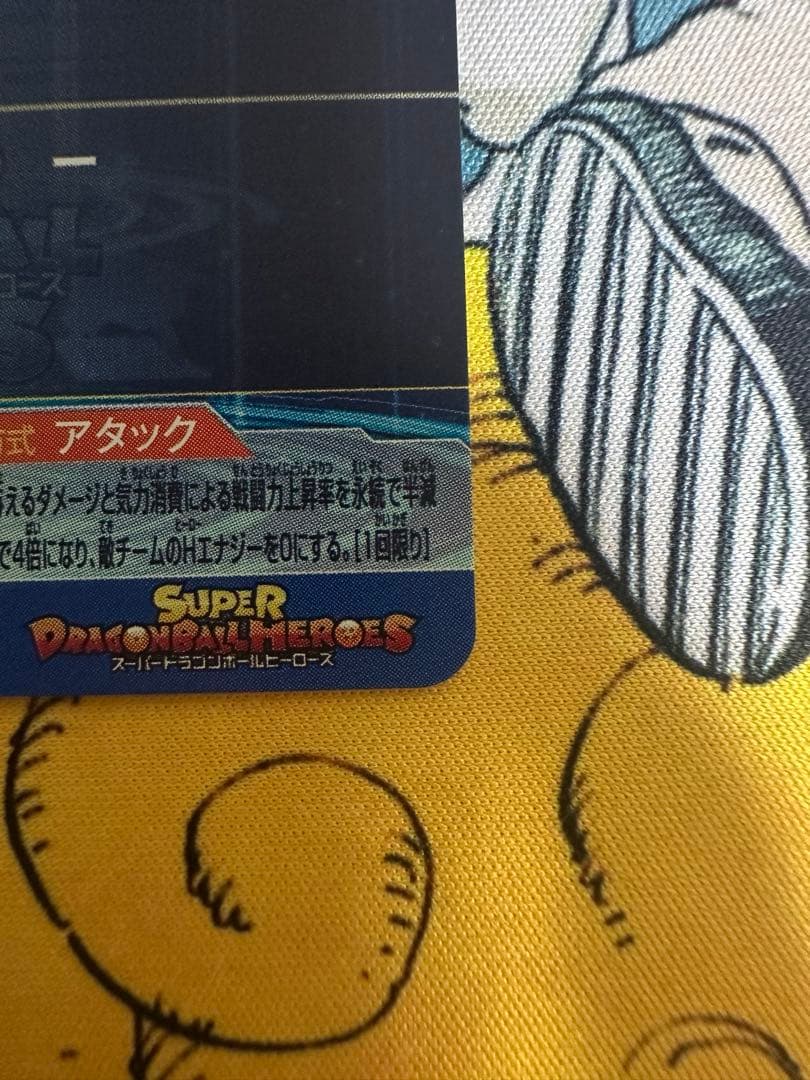 ALL
ローズ
式 アタック
えるダメージと気力消費による戦闘力上昇率を永続で半減
で4倍になり、敵チームのHエナジーを0にする。[1回限り]
SUPER
DRAGONBALL HEROES
スーパードラゴンボールヒーローズ